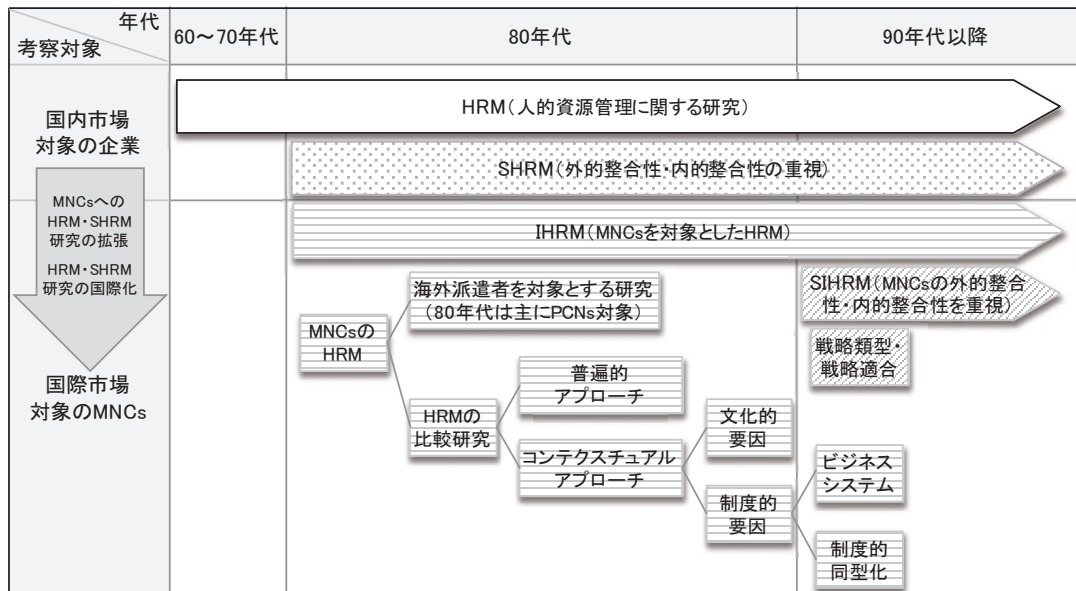 年代
考察対象
60～70年代
80年代
90年代以降
国内市場
対象の企業
HRM（人的資源管理に関する研究）
SHRM（外的整合性・内的整合性の重視）
MNCsへの
HRM・SHRM
研究の拡張
HRM・SHRM
研究の国際化
国際市場
対象のMNCs
IHRM（MNCsを対象としたHRM）
SIHRM（MNCsの外的整合
性・内的整合性を重視）
海外派遣者を対象とする研究
（80年代は主にPCNs対象）
MNCsの
HRM
戦略類型・
戦略適合
普遍的
アプローチ
HRMの
比較研究
文化的
要因
コンテクスチュアル
アプローチ
ビジネス
システム
制度的
要因
制度的
同型化